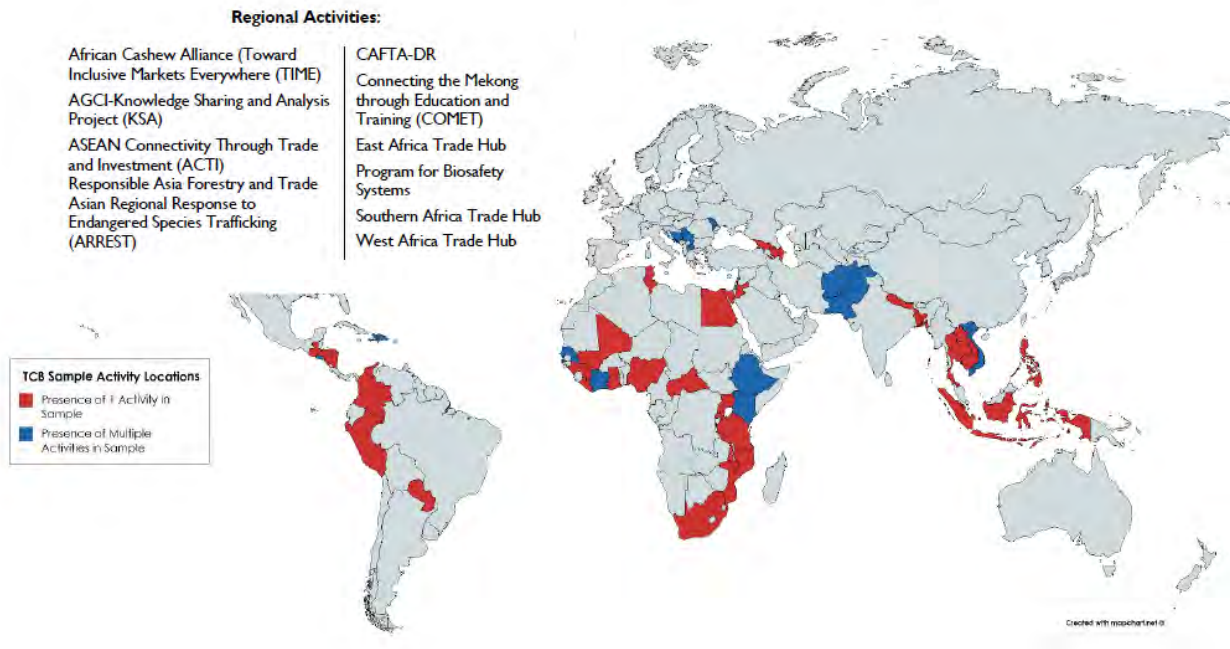 Regional Activities:
African Cashew Alliance (Toward
Inclusive Markets Everywhere (TIME)
AGCI-Knowledge Sharing and Analysis
Project (KSA)
ASEAN Connectivity Through Trade
and Investment (ACTI)
Responsible Asia Forestry and Trade
Asian Regional Response to
Endangered Species Trafficking
(ARREST)
CAFTA-DR
Connecting the Mekong
through Education and
Training (COMET)
East Africa Trade Hub
Program for Biosafety
Systems
Southern Africa Trade Hub
West Africa Trade Hub
TCB Sample Activity Locations
Presence of 1 Activity in
Sample
Presence of Multiple
Activities in Sample
Created with mapchart.net ©